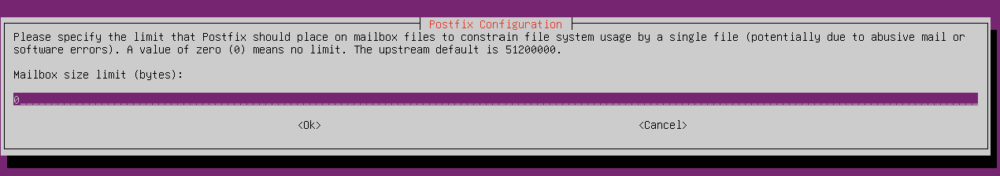 Postfix Configuration
Please specify the limit that Postfix should place on mailbox files to constrain file system usage by a single file (potentially due to abusive mail or
software errors). A value of zero (0) means no limit. The upstream default is 51200000.
Mailbox size limit (bytes):
0
<Ok> <Cancel>